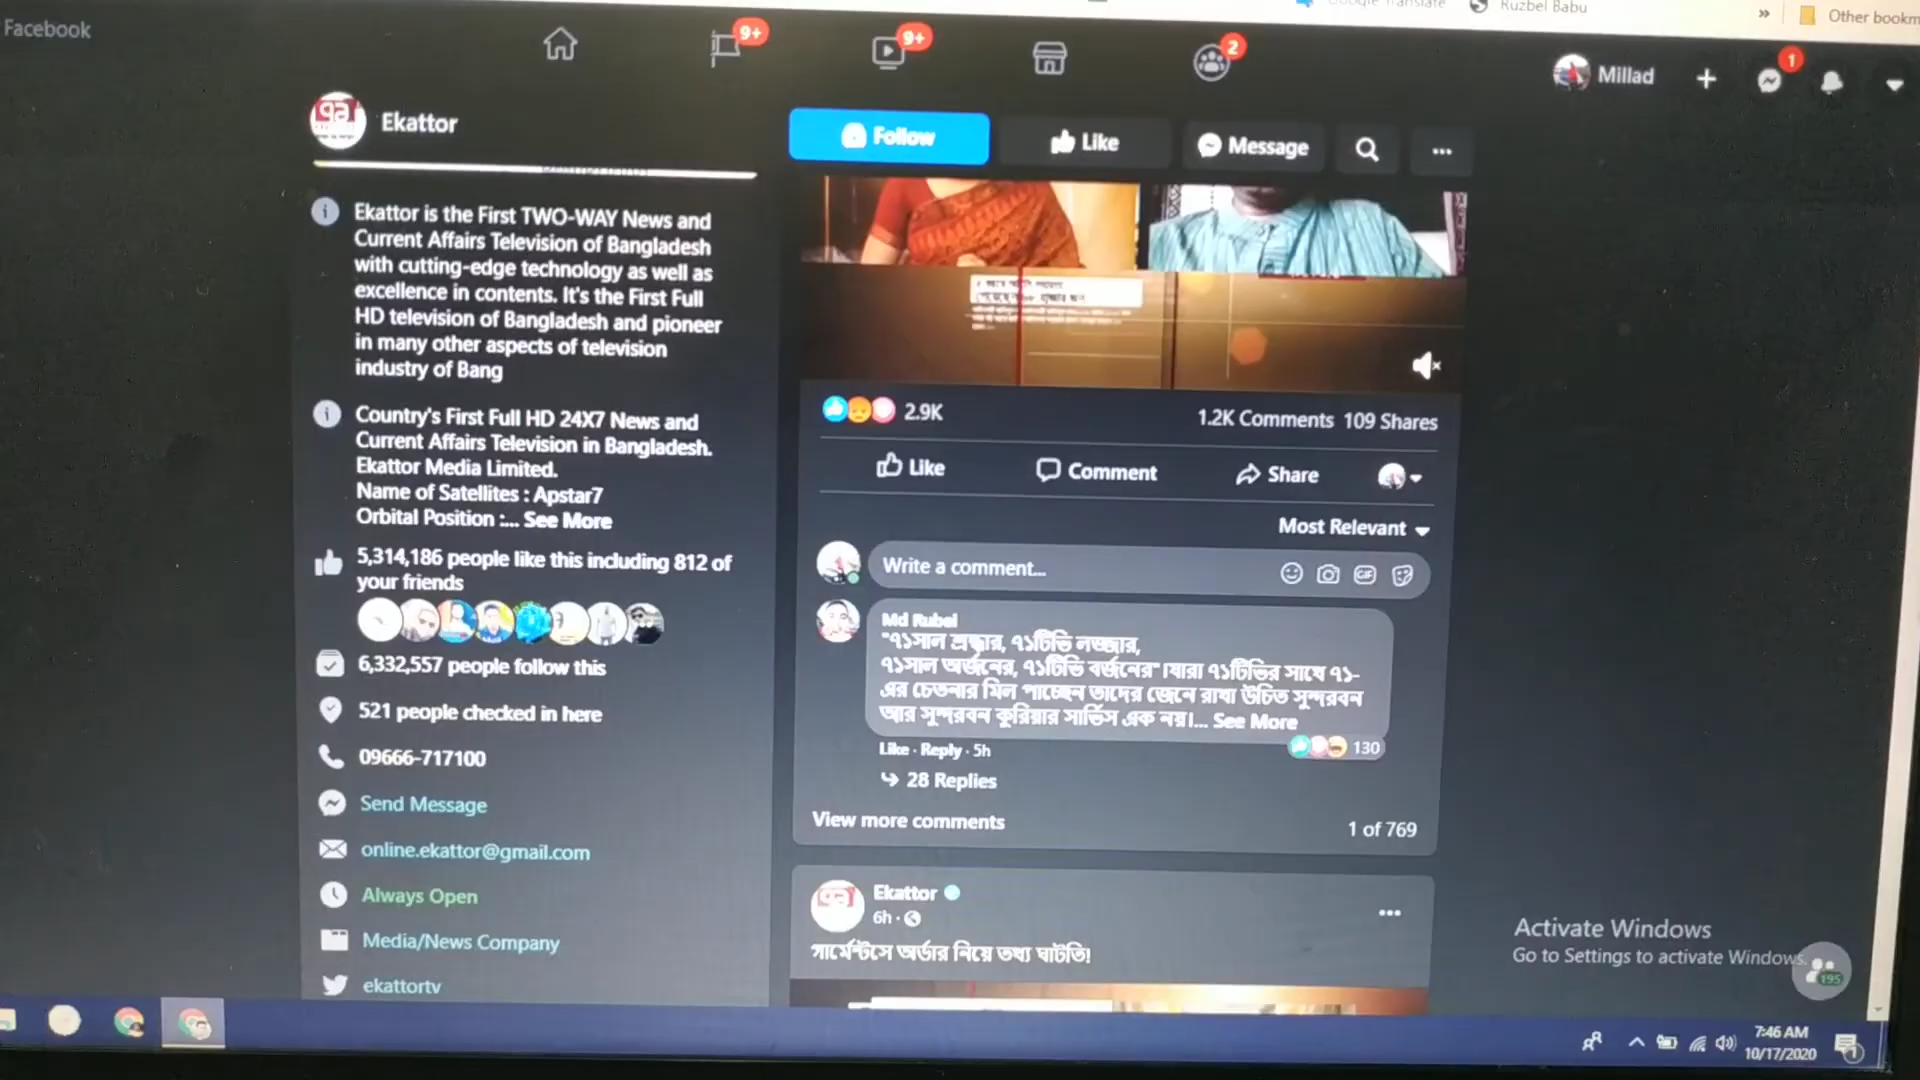 Google Translate
Ruzbel Babu
»
Other bookm
Facebook
9+
9+
2
Millad
1
Ekattor
Follow
Like
Message
Ekattor is the First TWO-WAY News and
Current Affairs Television of Bangladesh
with cutting-edge technology as well as
excellence in contents. It's the First Full
HD television of Bangladesh and pioneer
in many other aspects of television
industry of Bang
Country's First Full HD 24X7 News and
Current Affairs Television in Bangladesh.
Ekattor Media Limited.
Name of Satellites : Apstar7
Orbital Position :... See More
5,314,186 people like this including 812 of
your friends
6,332,557 people follow this
521 people checked in here
09666-717100
Send Message
online.ekattor@gmail.com
Always Open
Media/News Company
ekattortv
2.9K
1.2K Comments 109 Shares
Like
Comment
Share
Most Relevant
Write a comment...
GIF
Md Rubel
"৭১সাল শ্রদ্ধার, ৭১টিভি লজ্জার,
৭১সাল অর্জনের, ৭১টিভি বর্জনের" যারা ৭১টিভির সাথে ৭১-
এর চেতনার মিল পাচ্ছেন তাদের জেনে রাখা উচিত সুন্দরবন
আর সুন্দরবন কুরিয়ার সার্ভিস এক নয়।... See More
130
Like · Reply · 5h
28 Replies
View more comments
1 of 769
Ekattor
6h ·
গার্মেন্টসে অর্ডার নিয়ে তথ্য ঘাটতি!
Activate Windows
Go to Settings to activate Windows.
195
7:46 AM
10/17/2020
1